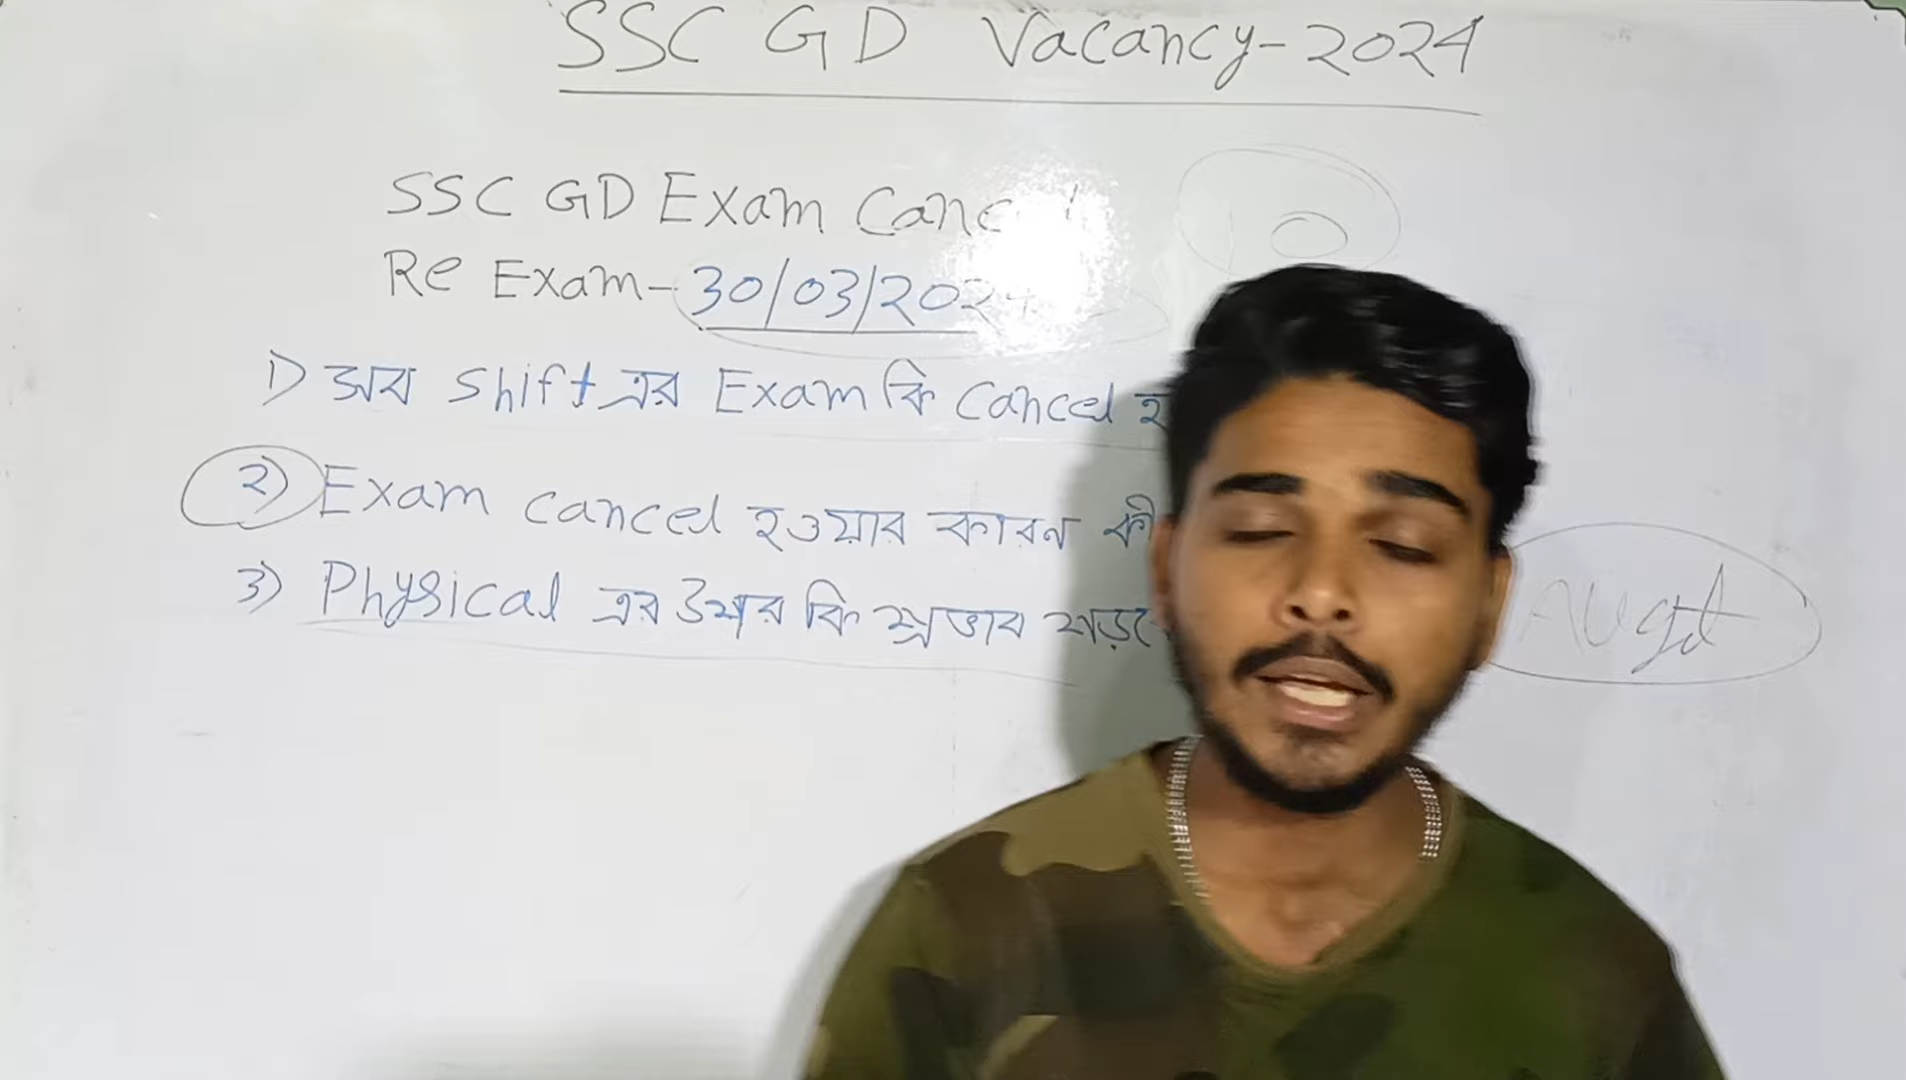 SSC GD Vacancy-2024
SSC GD Exam
Re Exam-30/03/202
1) সব Shift এর Exam কি Cancel
2) Exam cancel হওয়ার কারন কী
3) Physical এর উপর কি প্রভাব
10